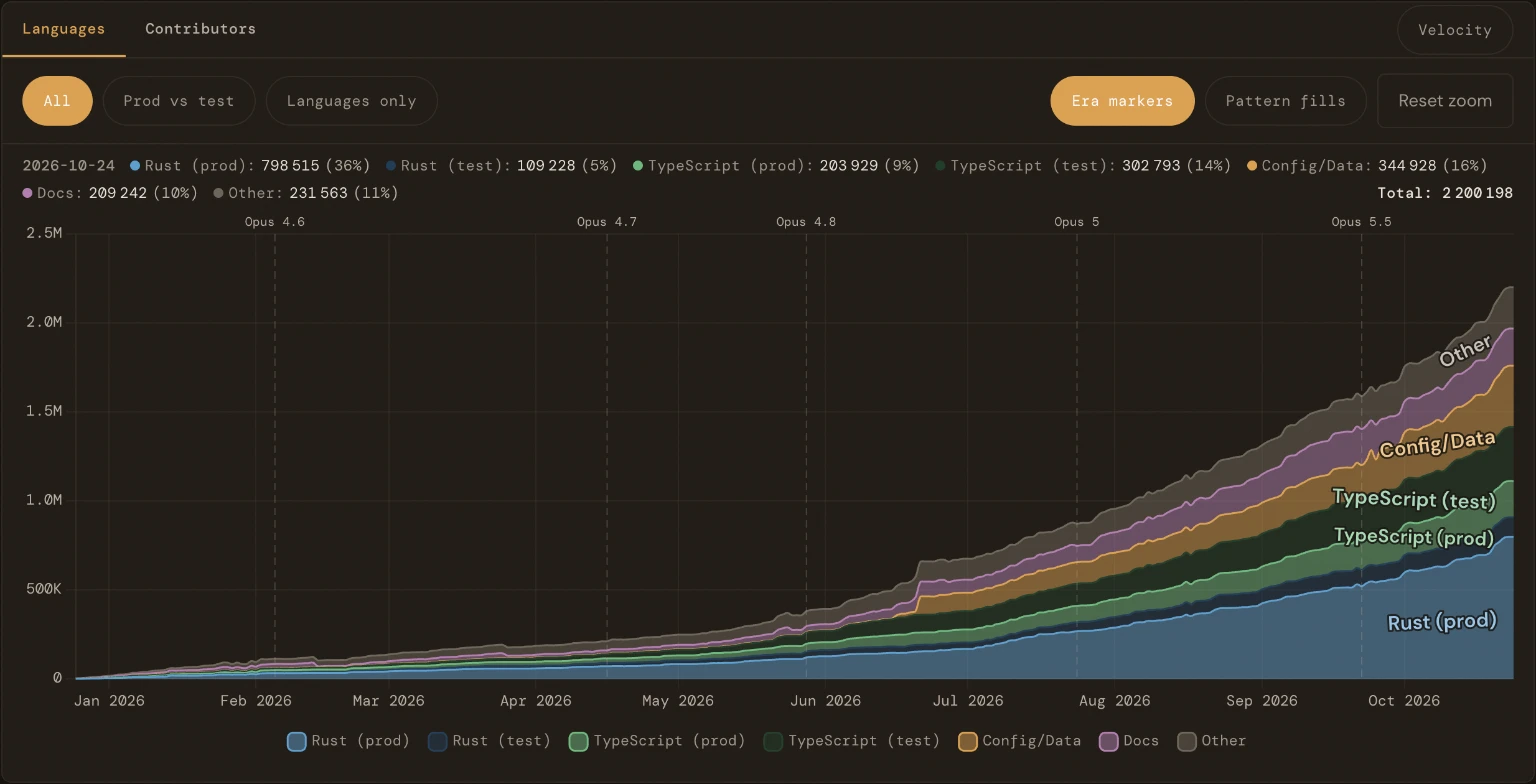 Languages Contributors Velocity
All Prod vs test Languages only Era markers Pattern fills Reset zoom
2026-10-24 Rust (prod): 798 515 (36%) Rust (test): 109 228 (5%) TypeScript (prod): 203 929 (9%) TypeScript (test): 302 793 (14%) Config/Data: 344 928 (16%)
Docs: 209 242 (10%) Other: 231 563 (11%) Total: 2 200 198
Opus 4.6 Opus 4.7 Opus 4.8 Opus 5 Opus 5.5
2.5M
2.0M
Other
1.5M
Config/Data
1.0M
TypeScript (test)
TypeScript (prod)
500K
Rust (prod)
0
Jan 2026 Feb 2026 Mar 2026 Apr 2026 May 2026 Jun 2026 Jul 2026 Aug 2026 Sep 2026 Oct 2026
Rust (prod) Rust (test) TypeScript (prod) TypeScript (test) Config/Data Docs Other